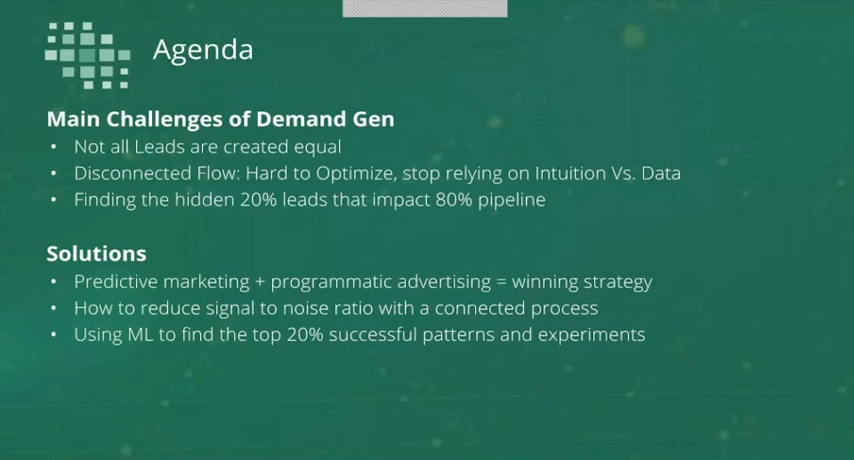 Agenda
Main Challenges of Demand Gen
• Not all Leads are created equal
• Disconnected Flow: Hard to Optimize, stop relying on Intuition Vs. Data
• Finding the hidden 20% leads that impact 80% pipeline
Solutions
• Predictive marketing + programmatic advertising = winning strategy
• How to reduce signal to noise ratio with a connected process
• Using ML to find the top 20% successful patterns and experiments